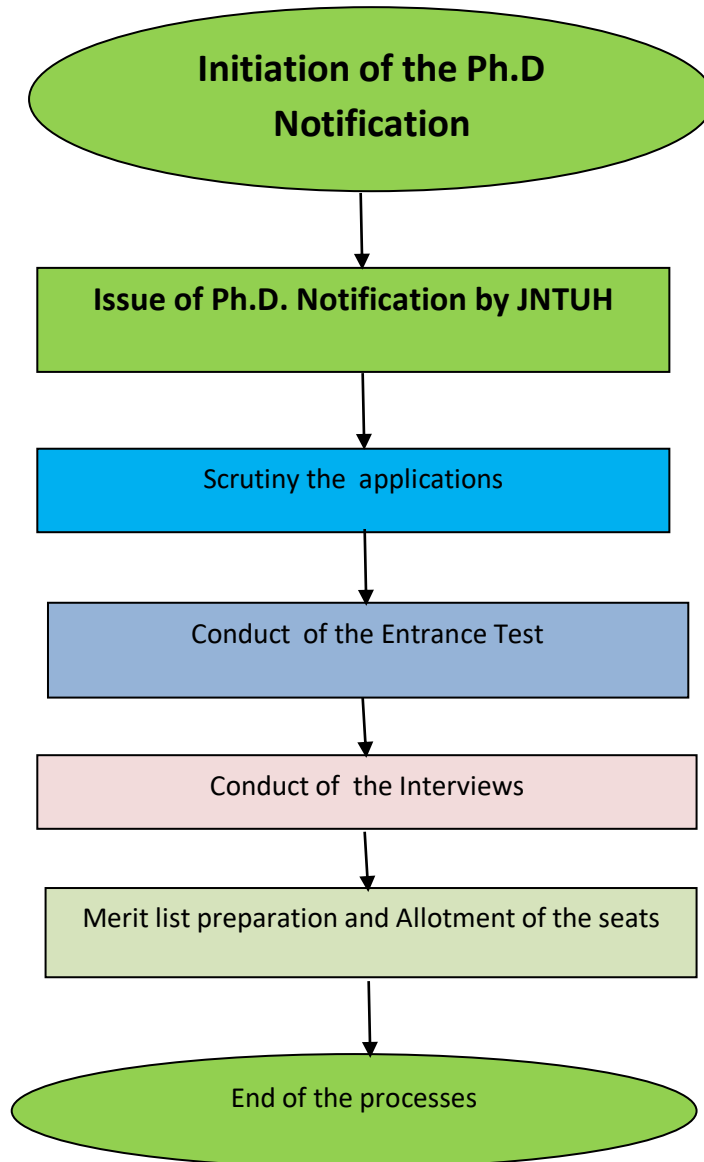 Initiation of the Ph.D
Notification
Issue of Ph.D. Notification by JNTUH
Scrutiny the  applications
Conduct  of the Entrance Test
Conduct of  the Interviews
Merit list preparation and Allotment of the seats
End of the processes